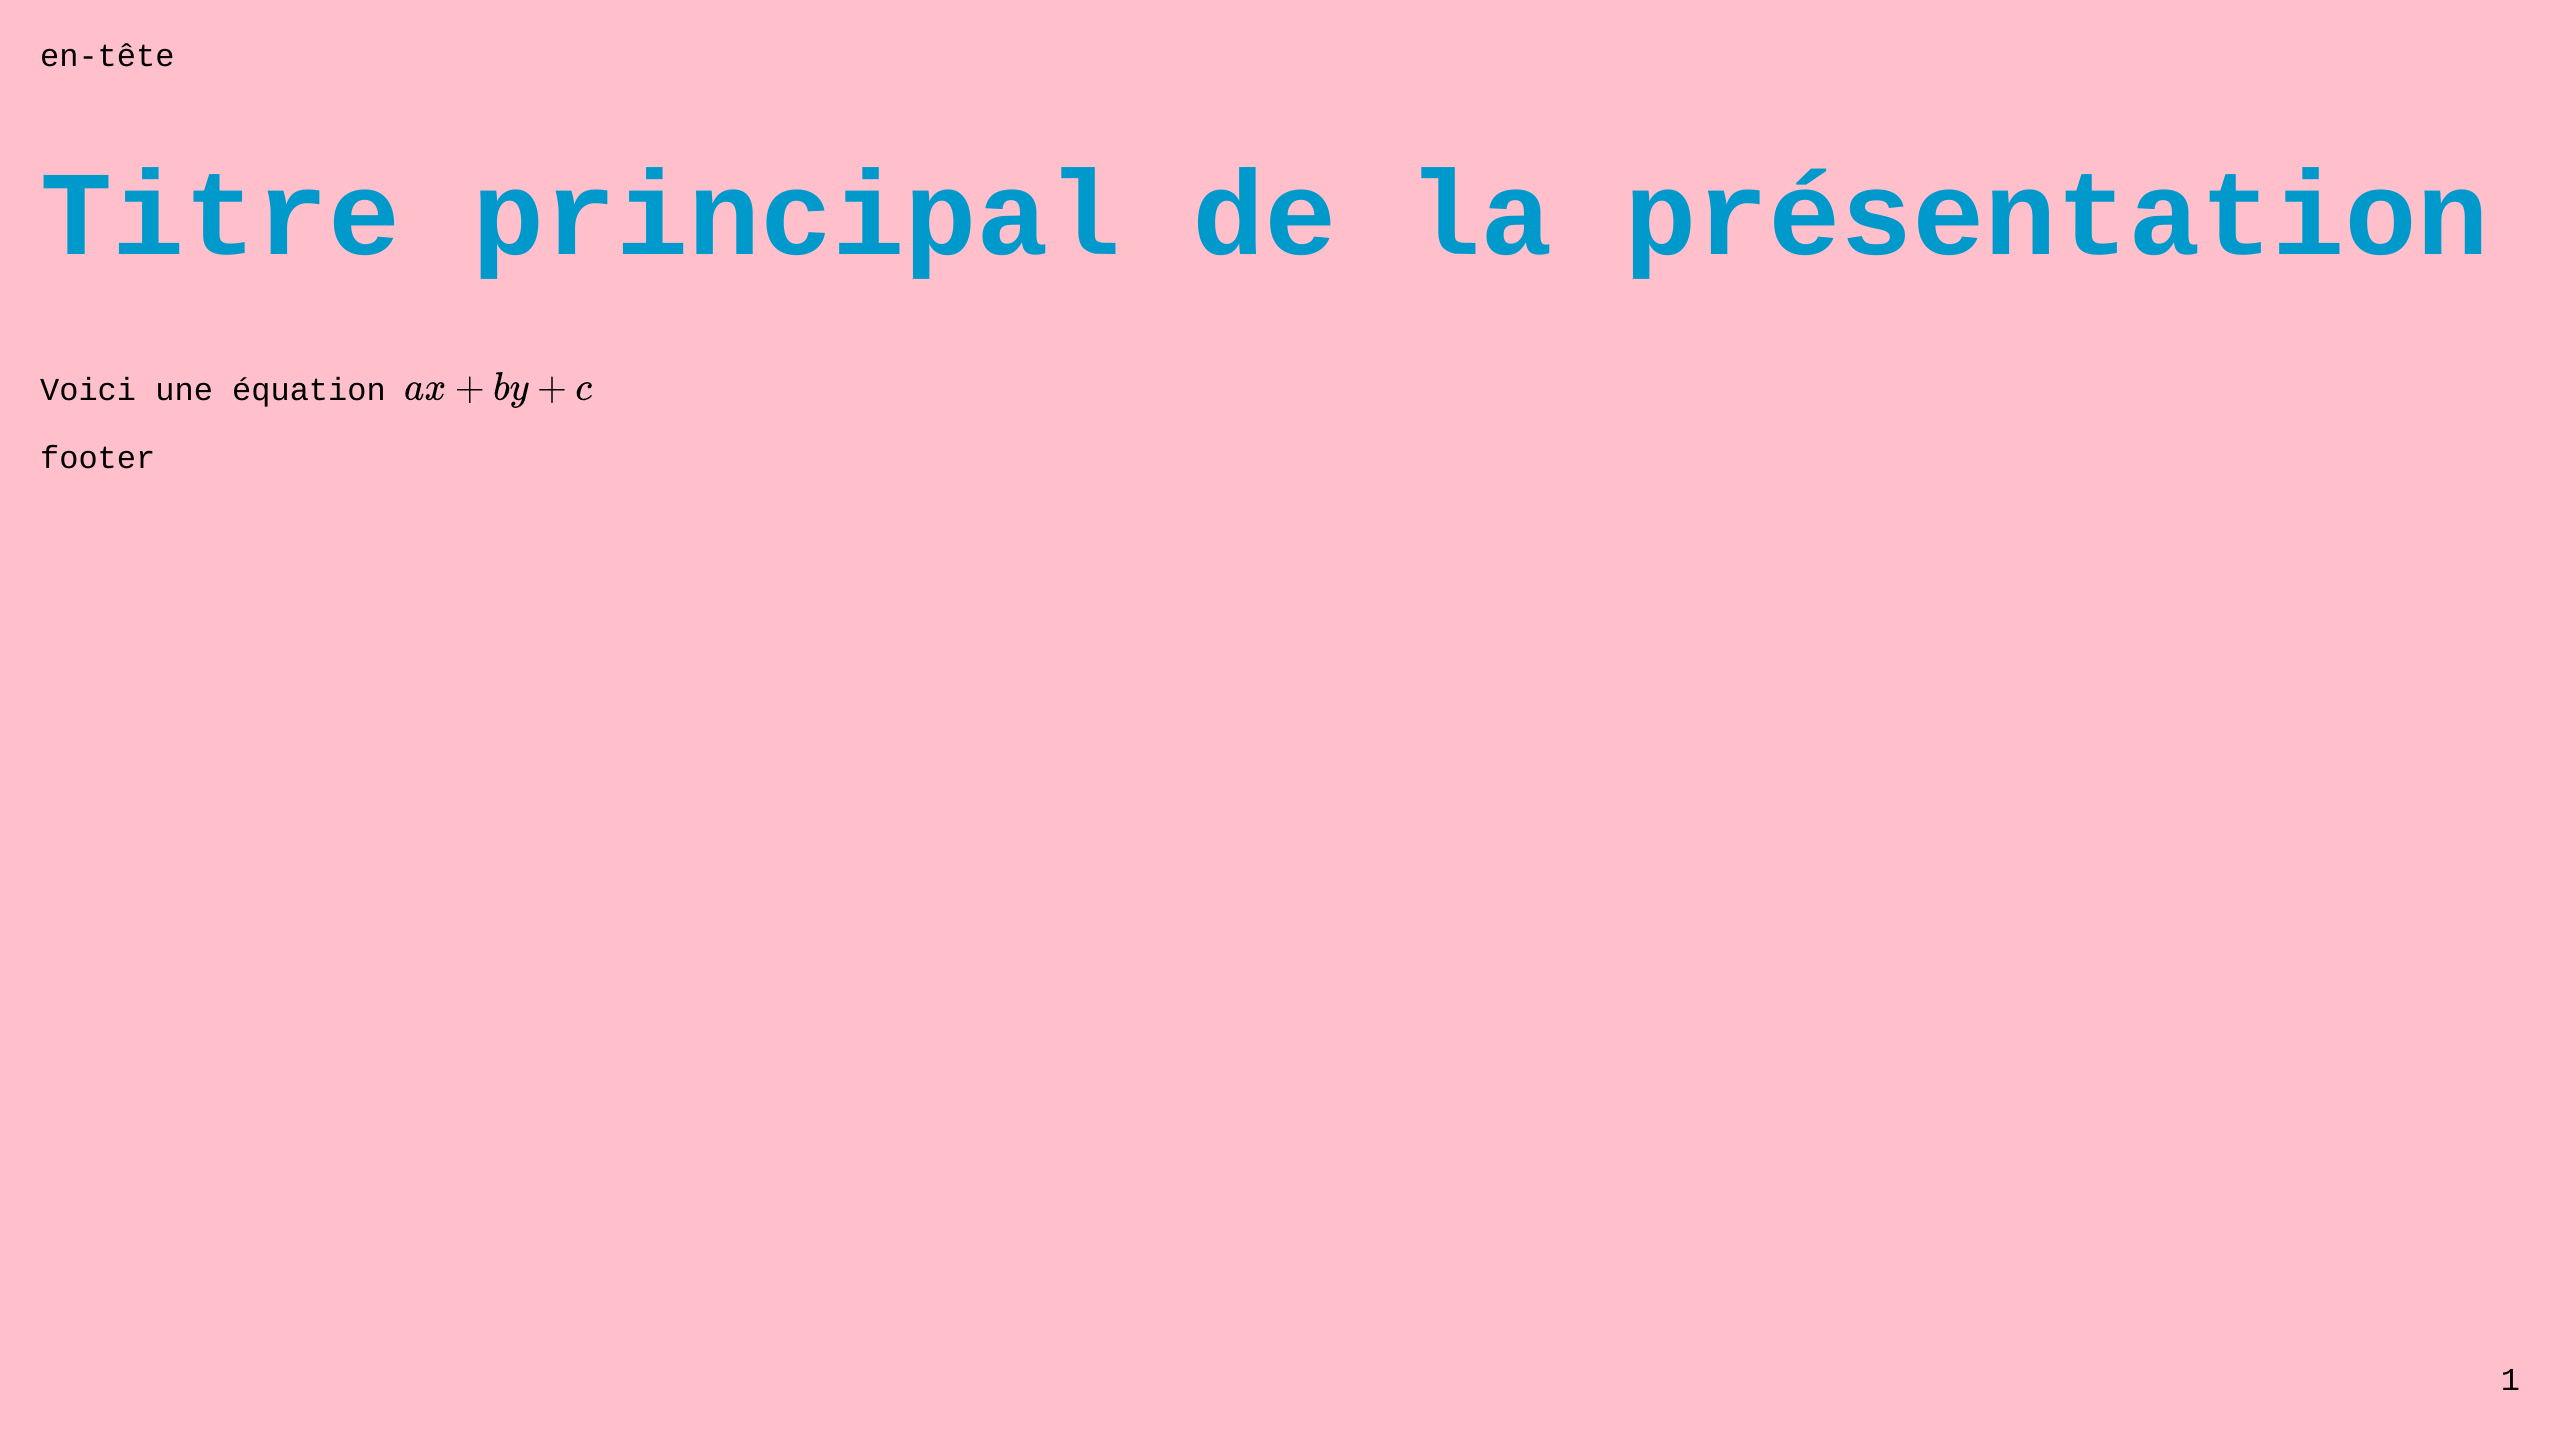 en-tête
Titre principal de la présentation
Voici une équation ax + by + c
footer
1